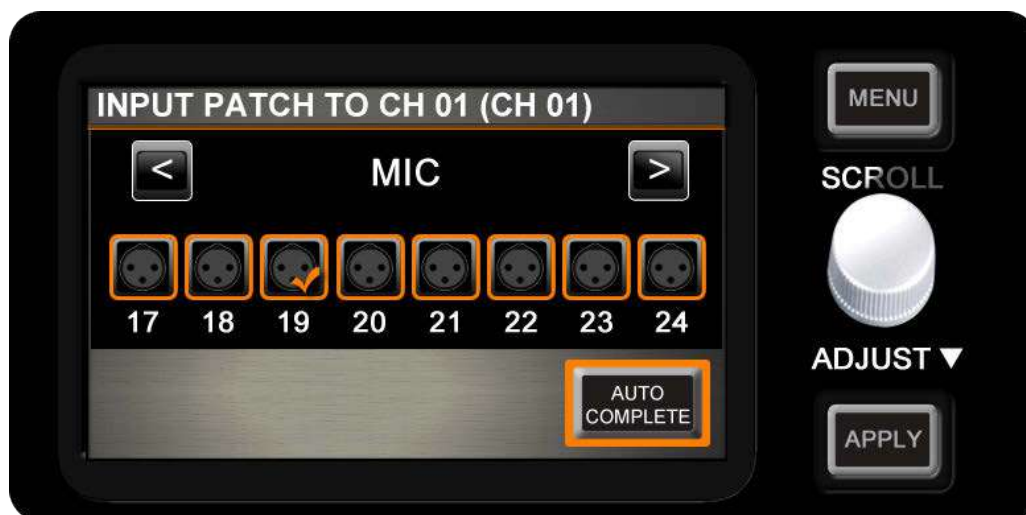 INPUT PATCH TO CH 01 (CH 01)
<
MIC
>
17 18 19 20 21 22 23 24
AUTO
COMPLETE
MENU
SCROLL
ADJUST ▼
APPLY